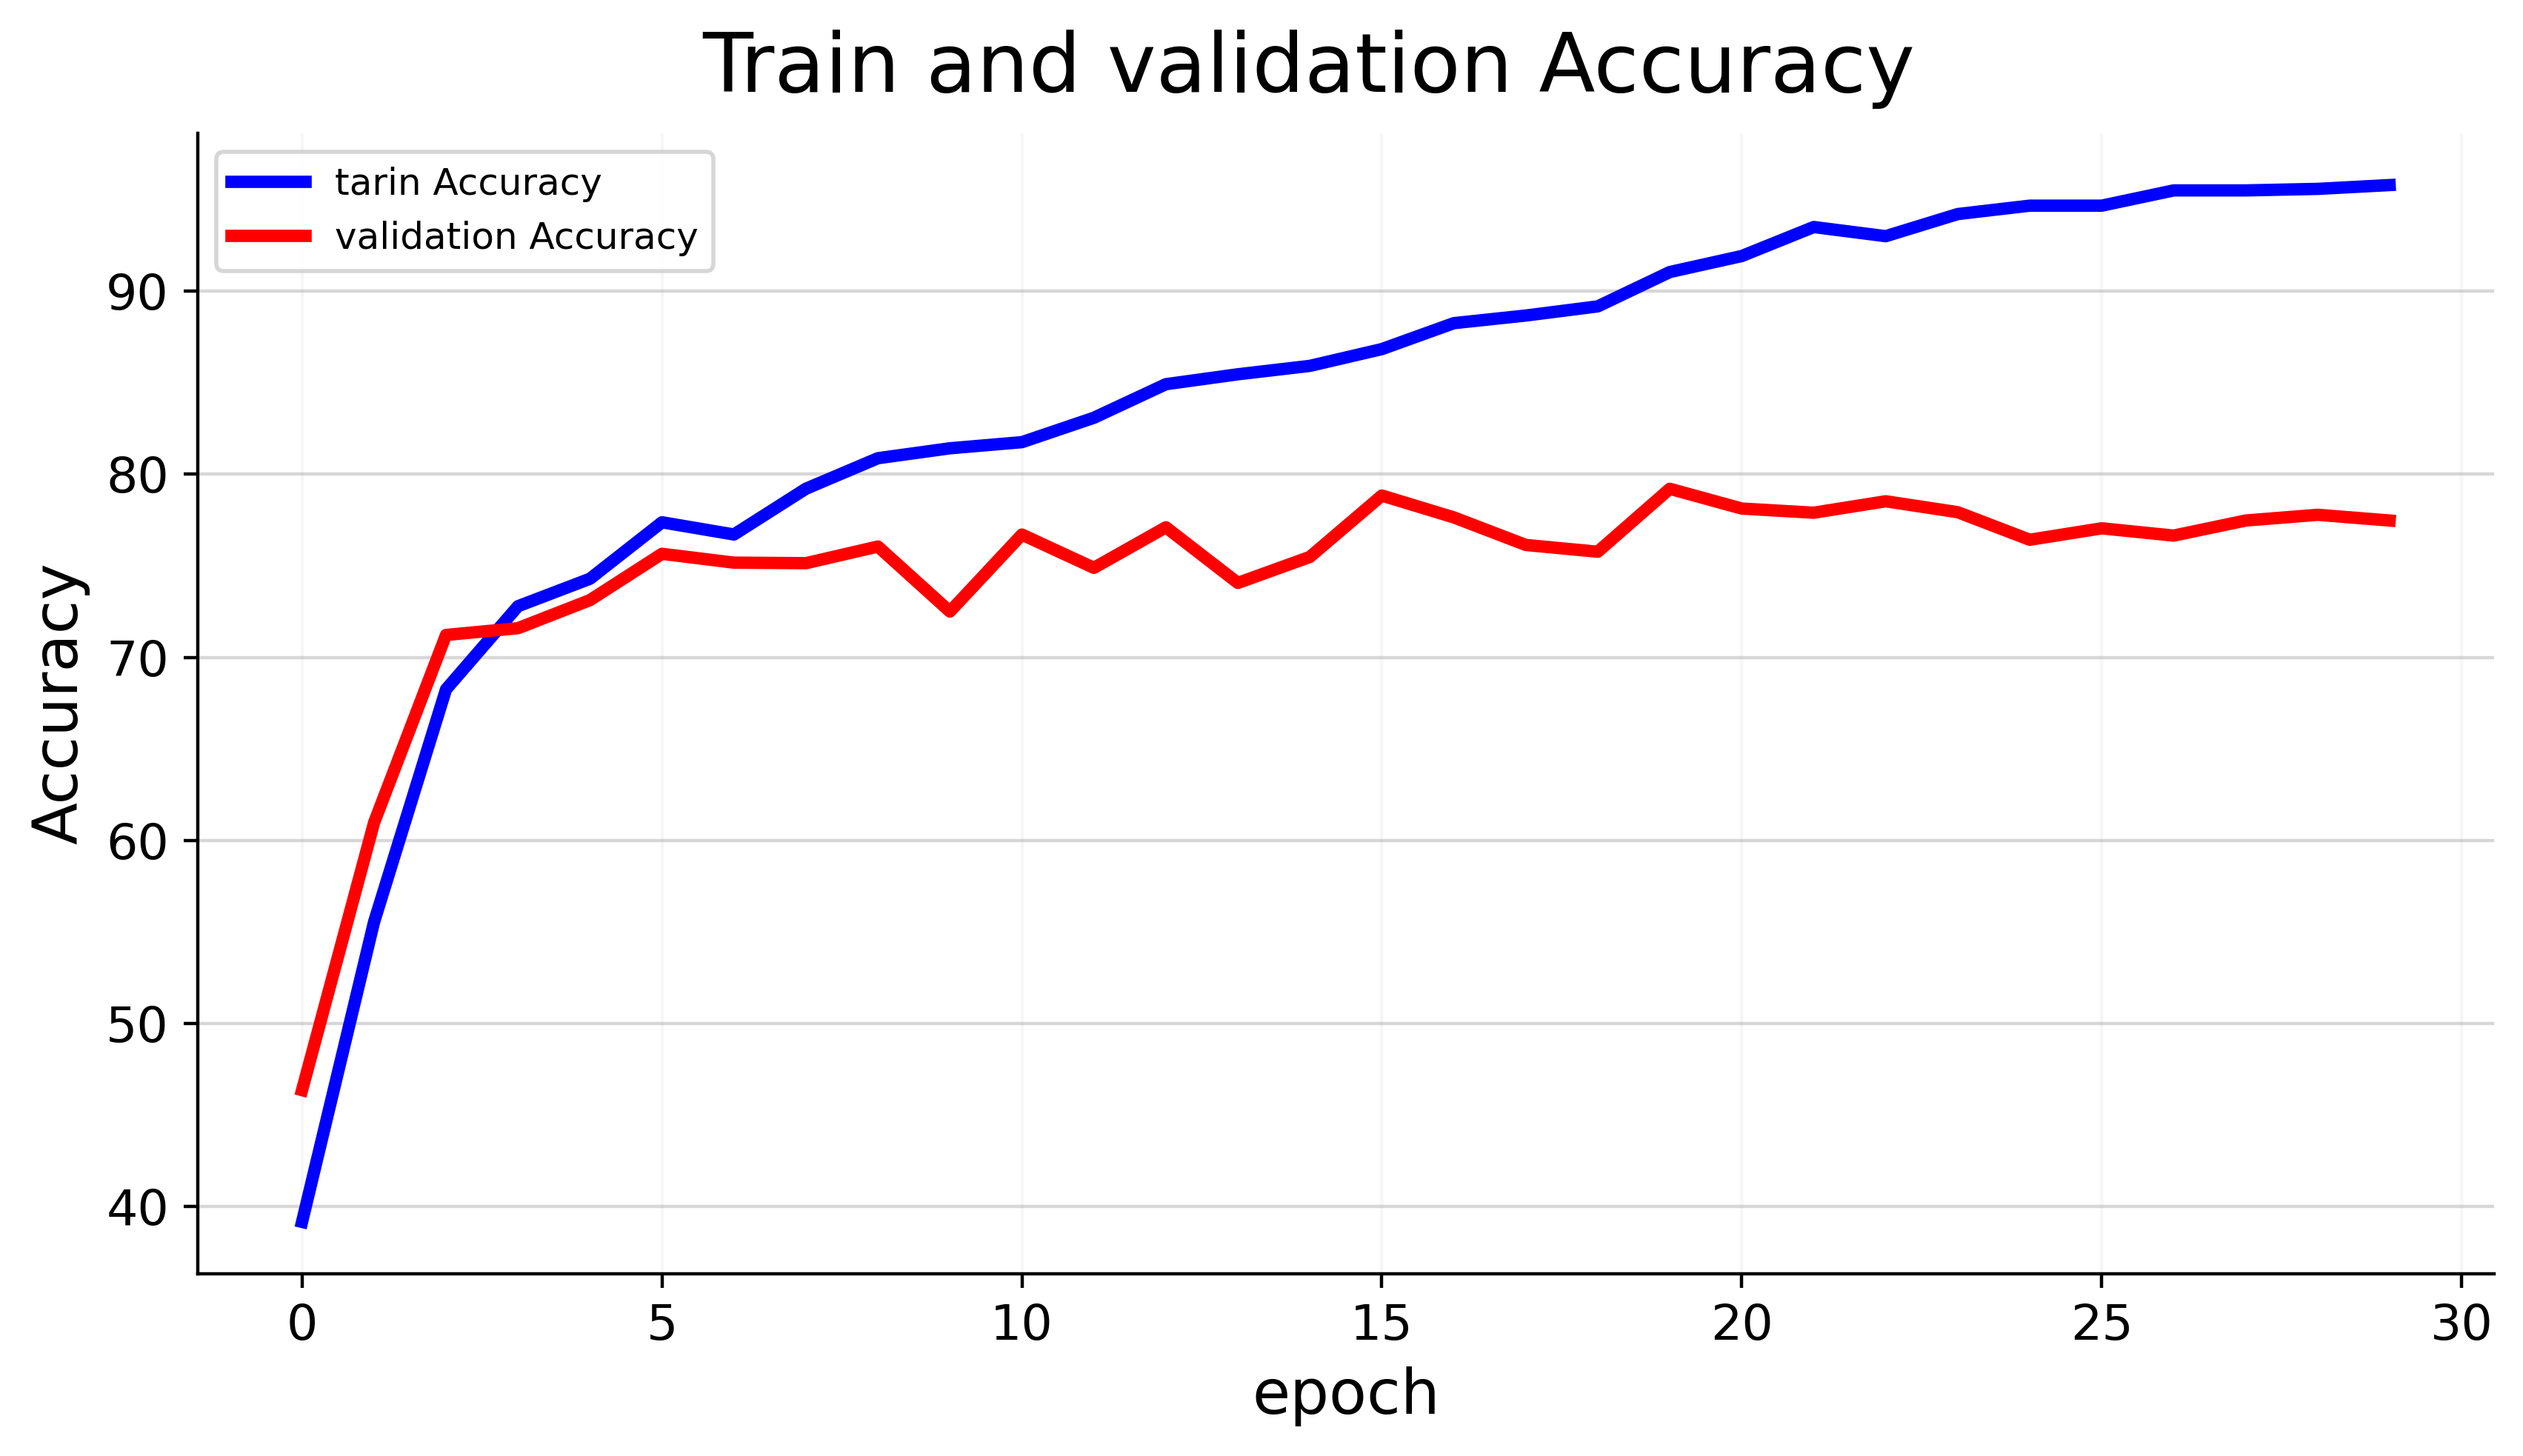 Train and validation Accuracy
tarin Accuracy
validation Accuracy
90
80
70
60
50
40
Accuracy
0 5 10 15 20 25 30
epoch